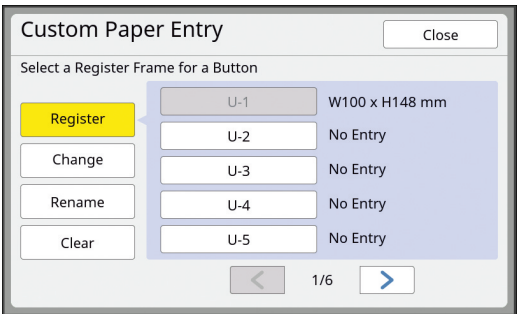 Custom Paper Entry
Close
Select a Register Frame for a Button
Register
U-1 W100 x H148 mm
U-2 No Entry
Change
U-3 No Entry
Rename
U-4 No Entry
Clear
U-5 No Entry
1/6